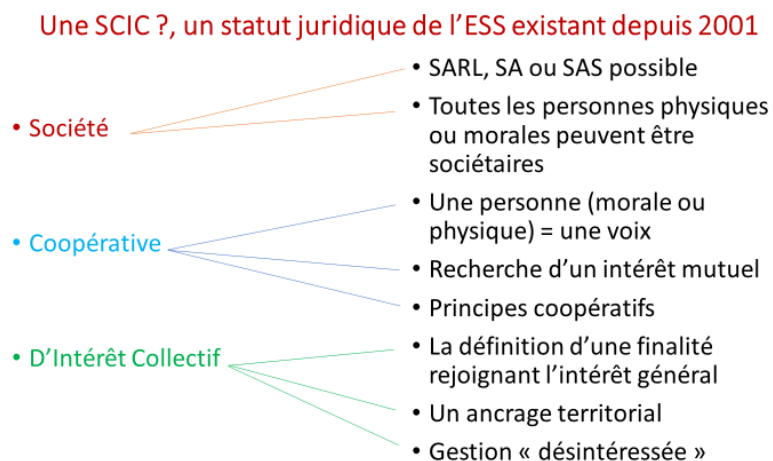 Une SCIC ?, un statut juridique de l'ESS existant depuis 2001
• Société
• SARL, SA ou SAS possible
• Toutes les personnes physiques
ou morales peuvent être
sociétaires
• Coopérative
• Une personne (morale ou
physique) = une voix
• Recherche d'un intérêt mutuel
• Principes coopératifs
• D'Intérêt Collectif
• La définition d'une finalité
rejoignant l'intérêt général
• Un ancrage territorial
• Gestion « désintéressée »